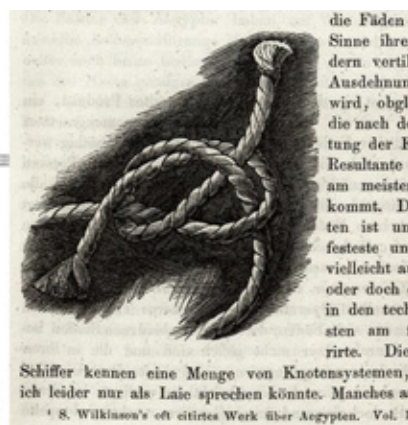 die Fäden
Sinne ihre
dern verti
Ausdehnun
wird, obgl
die nach de
tung der
Resultante
am meister
kommt. D
ten ist un
festeste un
vielleicht a
oder doch
in den tech
sten am
rirte. Die
Schiffer kennen eine Menge von Knotensystemen,
ich leider nur als Laie sprechen könnte. Manches a
¹ S. Wilkinson's oft citirtes Werk über Aegypten. Vol.